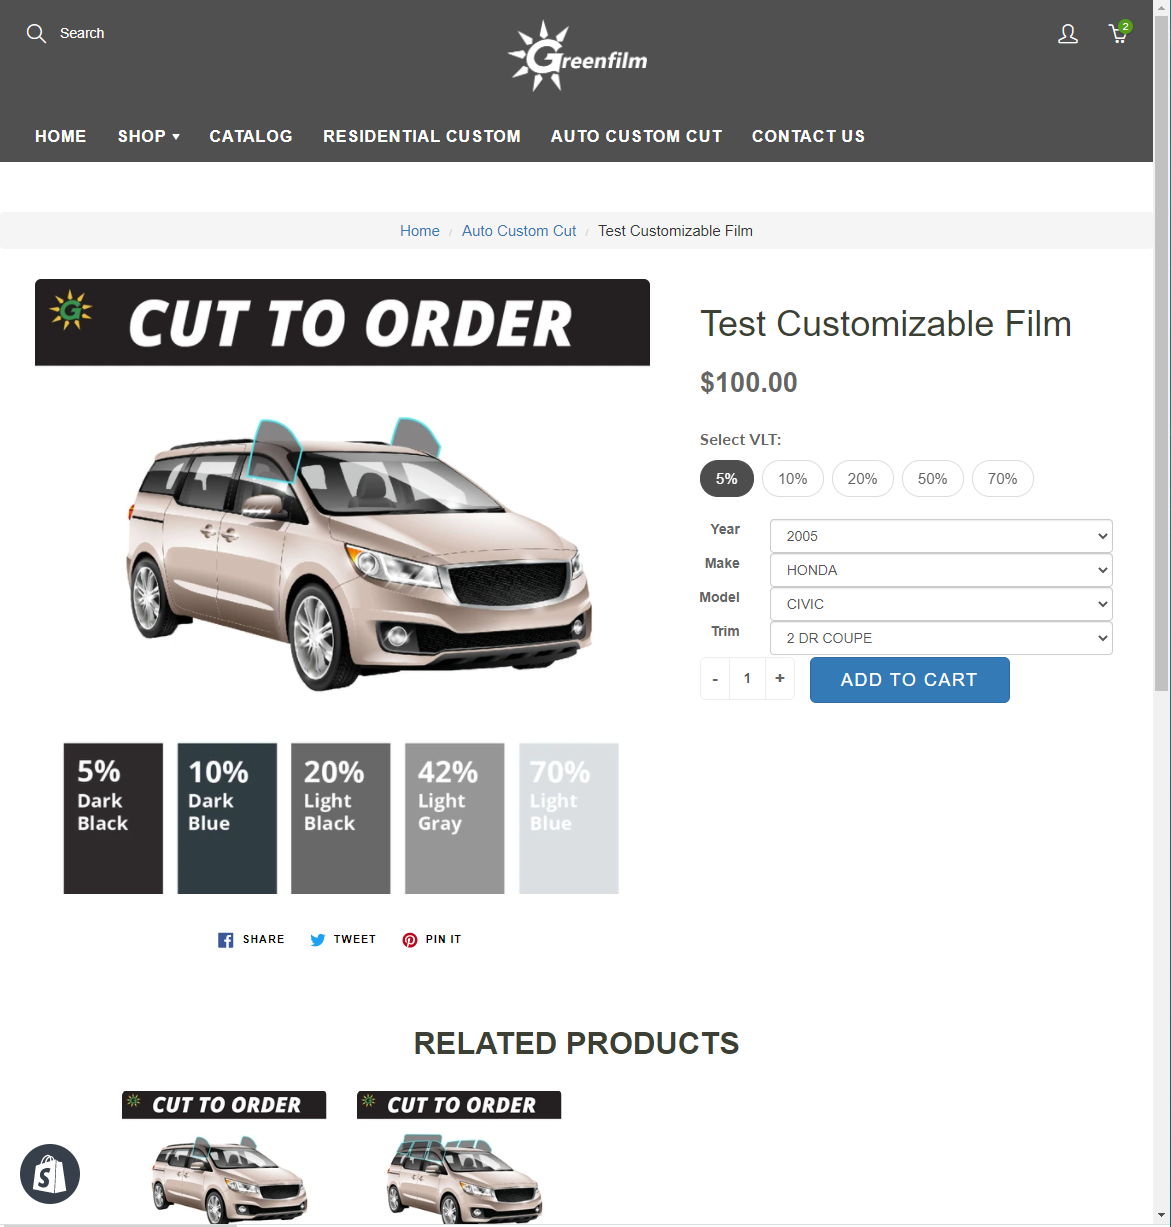 Search
Greenfilm
2
HOME SHOP CATALOG RESIDENTIAL CUSTOM AUTO CUSTOM CUT CONTACT US
Home / Auto Custom Cut / Test Customizable Film
G CUT TO ORDER
Test Customizable Film
$100.00
Select VLT:
5% 10% 20% 50% 70%
Year 2005
Make HONDA
Model CIVIC
Trim 2 DR COUPE
- 1 + ADD TO CART
5% 10% 20% 42% 70%
Dark Dark Light Light Light
Black Blue Black Gray Blue
SHARE TWEET PIN IT
RELATED PRODUCTS
CUT TO ORDER CUT TO ORDER
S